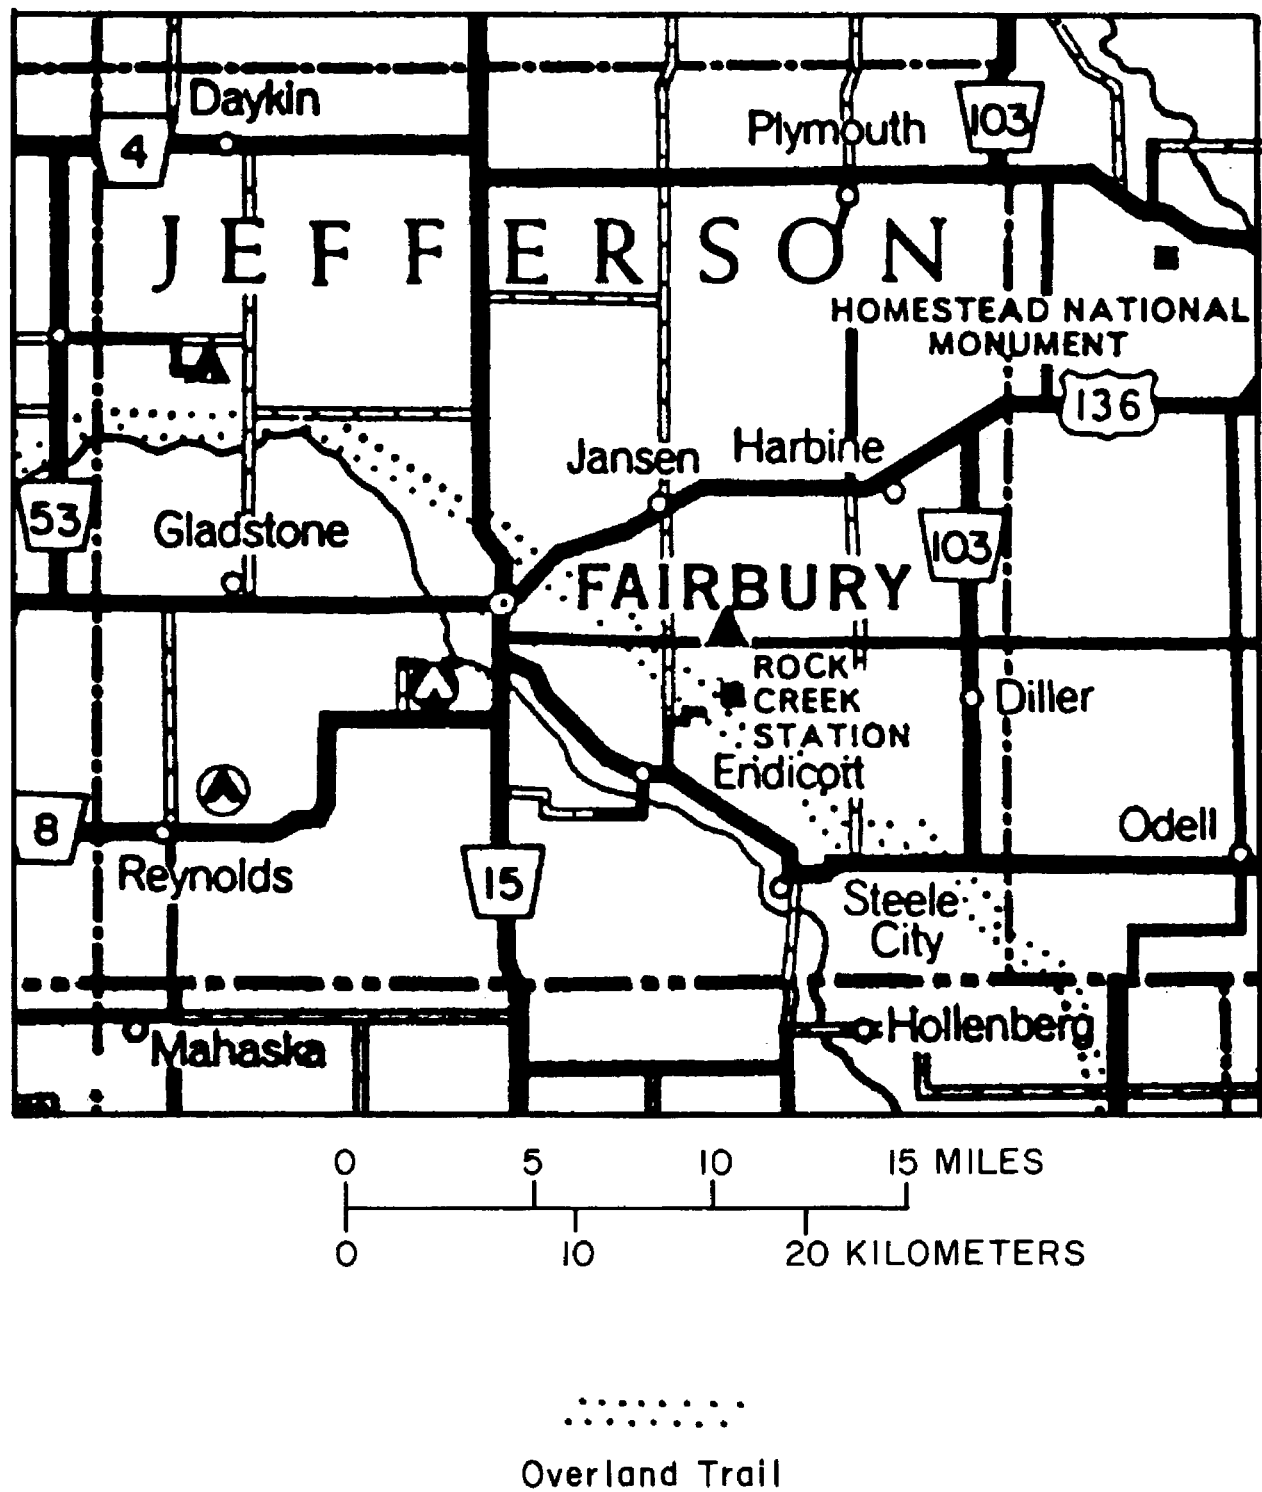 Daykin
4
Plymouth
103
JEFFERSON
HOMESTEAD NATIONAL
MONUMENT
136
Jansen
Harbine
53
Gladstone
103
FAIRBURY
ROCK
CREEK
STATION
Diller
Endicott
8
Odell
Reynolds
15
Steele
City
Hollenberg
Mahaska
0 5 10 15 MILES
0 10 20 KILOMETERS
Overland Trail